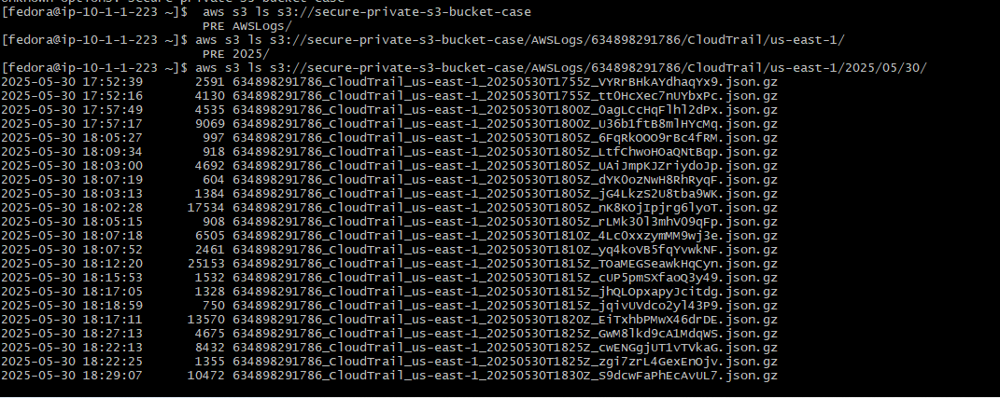 [fedora@ip-10-1-1-223 ~]$  aws s3 ls s3://secure-private-s3-bucket-case
                           PRE AWSLogs/
[fedora@ip-10-1-1-223 ~]$ aws s3 ls s3://secure-private-s3-bucket-case/AWSLogs/634898291786/CloudTrail/us-east-1/
                           PRE 2025/
[fedora@ip-10-1-1-223 ~]$ aws s3 ls s3://secure-private-s3-bucket-case/AWSLogs/634898291786/CloudTrail/us-east-1/2025/05/30/
2025-05-30 17:52:39       2591 634898291786_CloudTrail_us-east-1_20250530T1755Z_VYRrBHkAYdhaqYx9.json.gz
2025-05-30 17:52:16       4130 634898291786_CloudTrail_us-east-1_20250530T1755Z_tt0HcXec7nUYbxPc.json.gz
2025-05-30 17:57:49       4535 634898291786_CloudTrail_us-east-1_20250530T1800Z_OagLCcHqFlhl2dPx.json.gz
2025-05-30 17:57:17       9069 634898291786_CloudTrail_us-east-1_20250530T1800Z_U36b1ftB8mlHYcMq.json.gz
2025-05-30 18:05:27        997 634898291786_CloudTrail_us-east-1_20250530T1805Z_6FqRkOOO9rBc4fRM.json.gz
2025-05-30 18:09:34        918 634898291786_CloudTrail_us-east-1_20250530T1805Z_LtfChwoHOaQNtBqp.json.gz
2025-05-30 18:03:00       4692 634898291786_CloudTrail_us-east-1_20250530T1805Z_UAiJmpKJZriydoJp.json.gz
2025-05-30 18:07:19        604 634898291786_CloudTrail_us-east-1_20250530T1805Z_dYKOozNwH8RhRyqF.json.gz
2025-05-30 18:03:13       1384 634898291786_CloudTrail_us-east-1_20250530T1805Z_jG4LkzS2U8tba9WK.json.gz
2025-05-30 18:02:28      17534 634898291786_CloudTrail_us-east-1_20250530T1805Z_nK8KOjIpjrg6lyoT.json.gz
2025-05-30 18:05:15        908 634898291786_CloudTrail_us-east-1_20250530T1805Z_rLMk3Ol3mhVO9qFp.json.gz
2025-05-30 18:07:18       6505 634898291786_CloudTrail_us-east-1_20250530T1810Z_4LcOxxzymMM9wj3e.json.gz
2025-05-30 18:07:52       2461 634898291786_CloudTrail_us-east-1_20250530T1810Z_yq4koVB5fqYvwkNF.json.gz
2025-05-30 18:12:20      25153 634898291786_CloudTrail_us-east-1_20250530T1815Z_TOaMEGSeawkHqCyn.json.gz
2025-05-30 18:15:53       1532 634898291786_CloudTrail_us-east-1_20250530T1815Z_cUP5pmSXfaoQ3y49.json.gz
2025-05-30 18:17:05       1328 634898291786_CloudTrail_us-east-1_20250530T1815Z_jhQLOpxapyJcitdg.json.gz
2025-05-30 18:18:59        750 634898291786_CloudTrail_us-east-1_20250530T1815Z_jqivUVdco2yl43P9.json.gz
2025-05-30 18:17:11      13570 634898291786_CloudTrail_us-east-1_20250530T1820Z_EiTxhbPMwX46drDE.json.gz
2025-05-30 18:27:13       4675 634898291786_CloudTrail_us-east-1_20250530T1825Z_GwM8lkd9cA1MdqWS.json.gz
2025-05-30 18:22:13       8432 634898291786_CloudTrail_us-east-1_20250530T1825Z_cwENGgjUT1vTVkaG.json.gz
2025-05-30 18:22:25       1355 634898291786_CloudTrail_us-east-1_20250530T1825Z_zgi7zrL4GexEnOjv.json.gz
2025-05-30 18:29:07      10472 634898291786_CloudTrail_us-east-1_20250530T1830Z_S9dcwFaPhEcAvUL7.json.gz